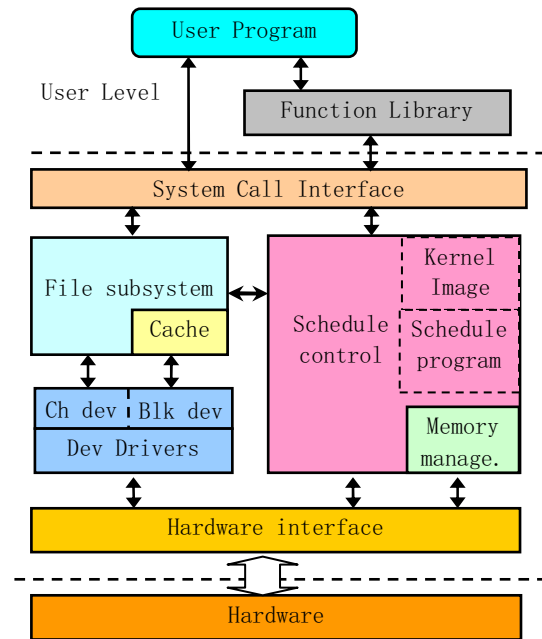 User Program
User Level
Function Library
System Call Interface
File subsystem
Cache
Kernel
Image
Schedule
control
Schedule
program
Ch dev
Blk dev
Dev Drivers
Memory
manage.
Hardware interface
Hardware